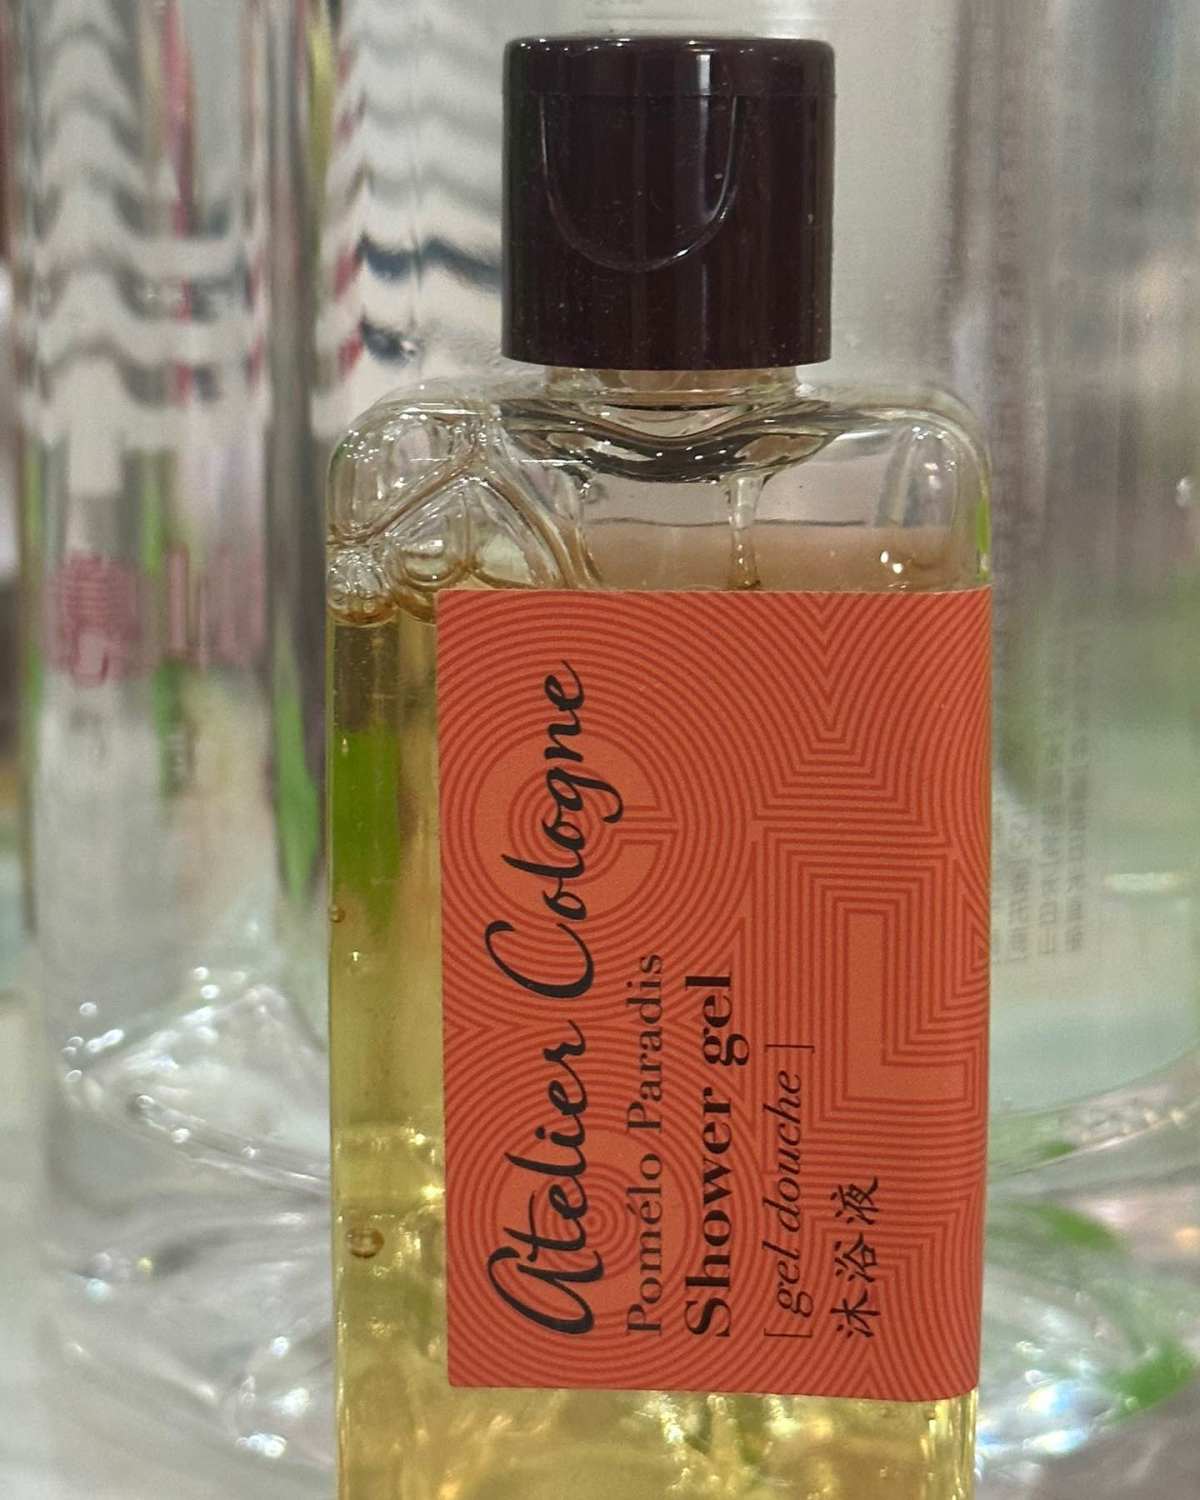 Atelier Cologne
Pomélo Paradis
Shower gel
[gel douche]
沐浴液